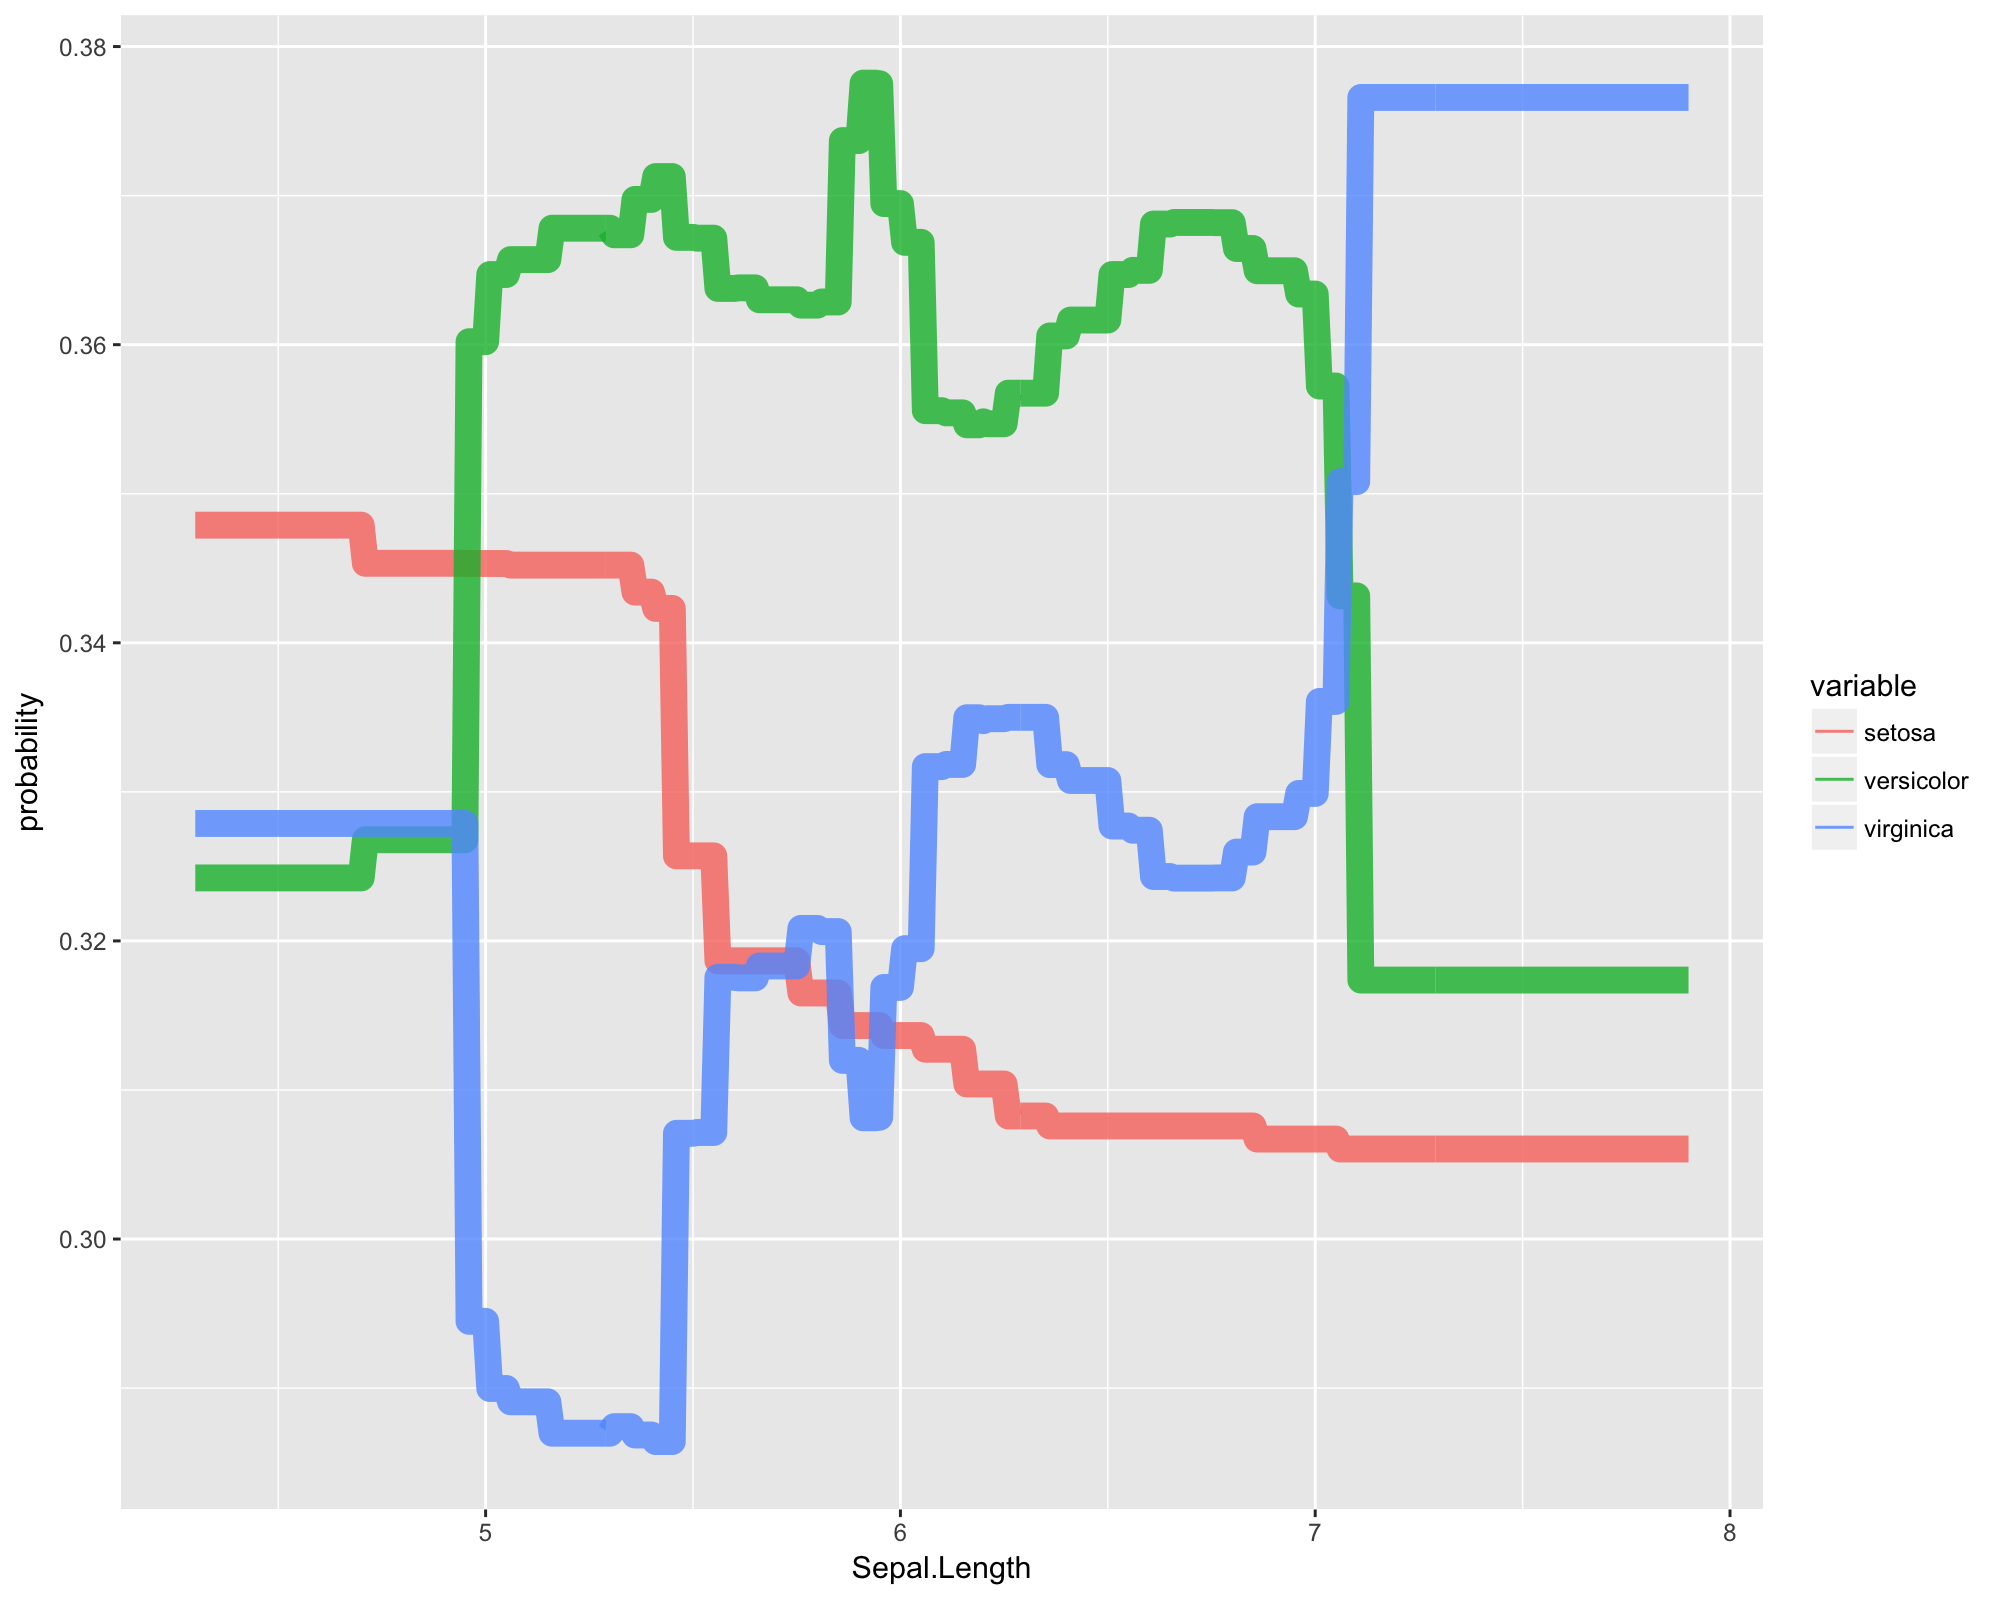 0.38
0.36
0.34
0.32
0.30
probability
5 6 7 8
Sepal.Length
variable
setosa
versicolor
virginica